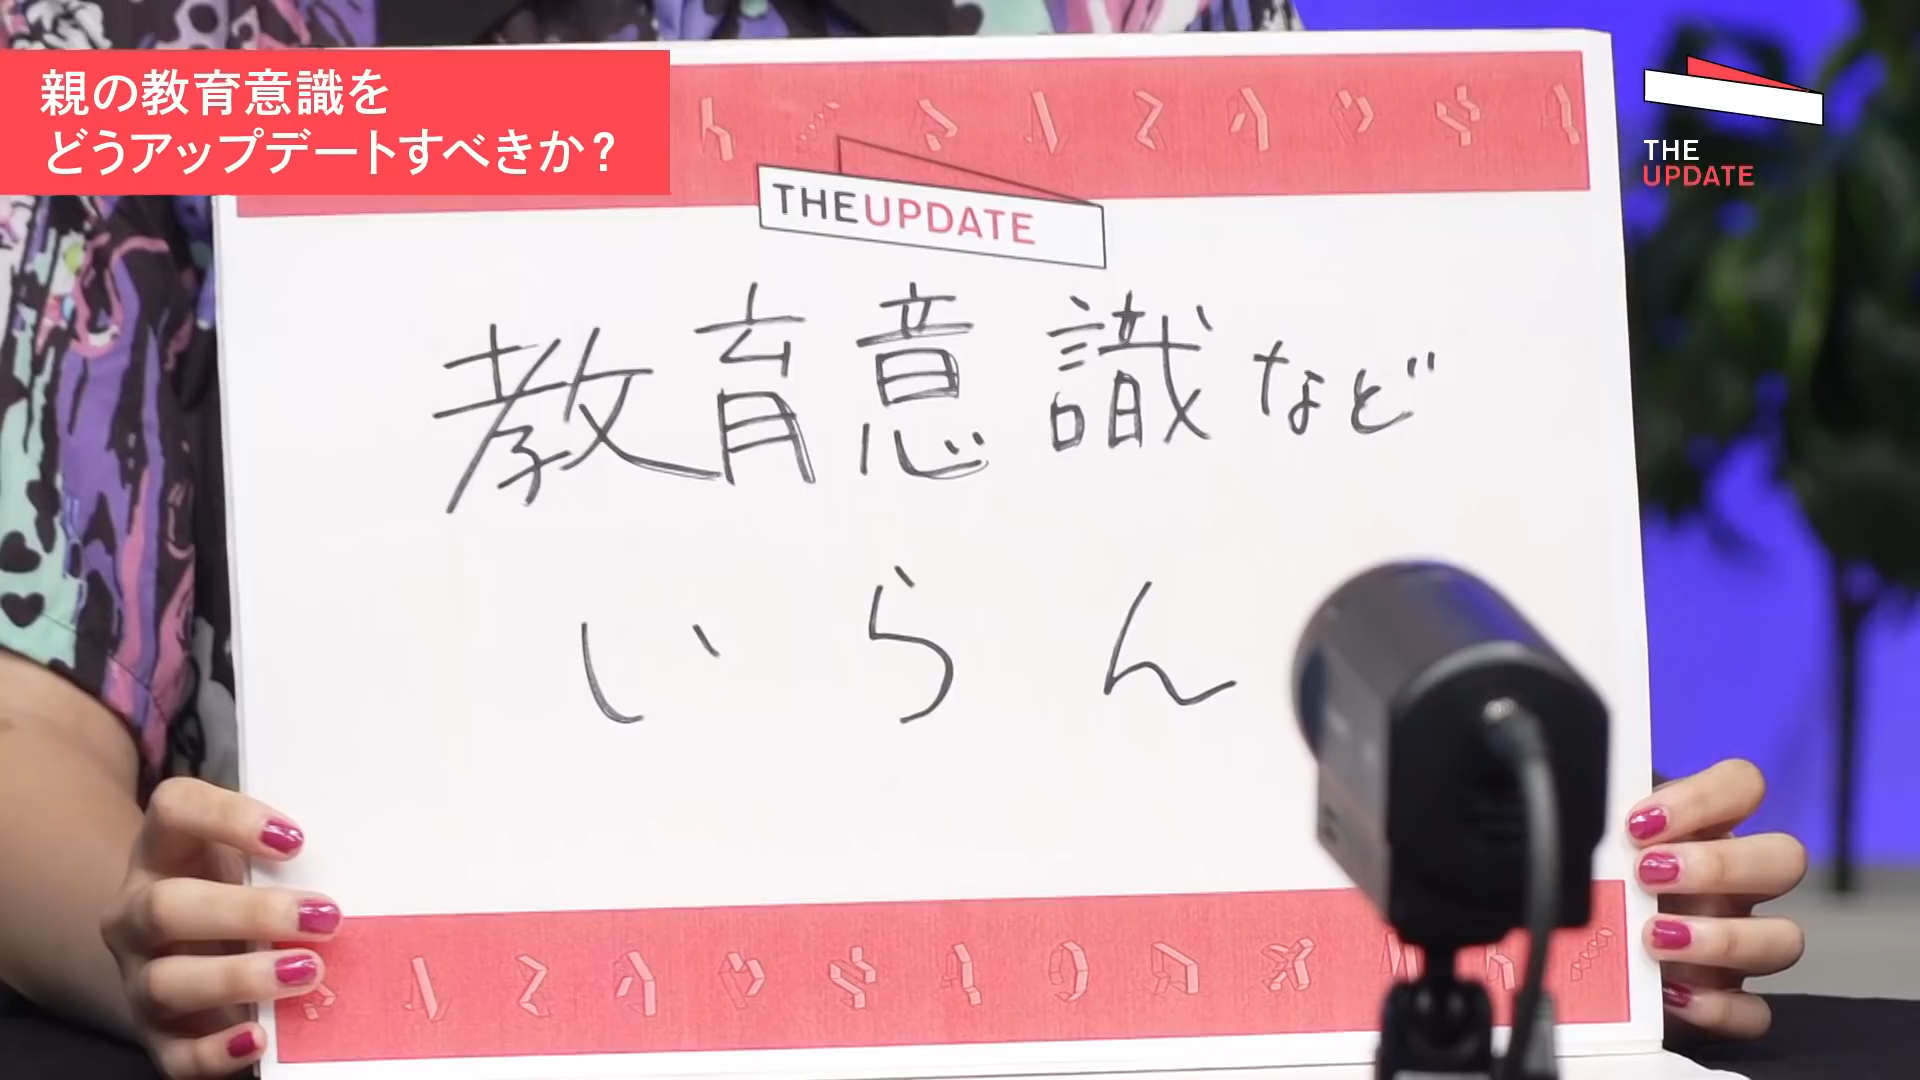 親の教育意識を
どうアップデートすべきか?
THE
UPDATE
THE UPDATE
教育意識など
いらん